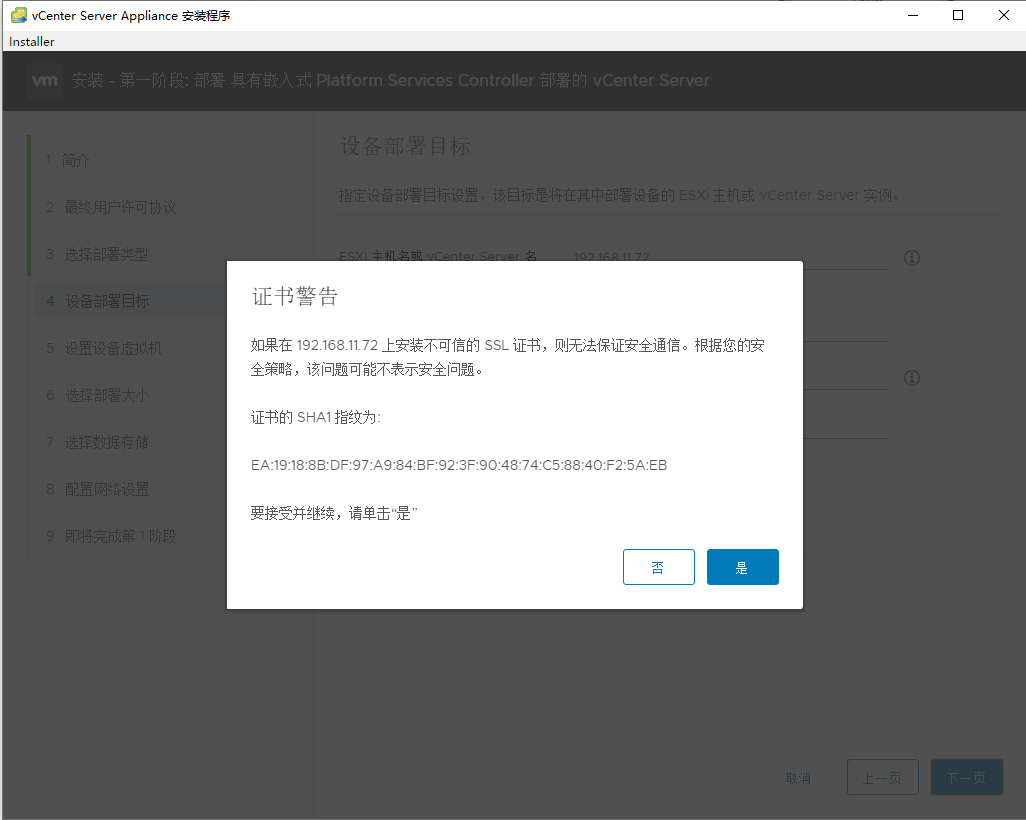 vCenter Server Appliance 安装程序
Installer
vm 安装 - 第一阶段: 部署 具有嵌入式 Platform Services Controller 部署的 vCenter Server
1 简介
2 最终用户许可协议
3 选择部署类型
4 设备部署目标
5 设置设备虚拟机
6 选择部署大小
7 选择数据存储
8 配置网络设置
9 即将完成第 1 阶段
设备部署目标
指定设备部署目标设置。该目标是将在其中部署设备的 ESXi 主机或 vCenter Server 实例。
ESXi 主机名或 vCenter Server 名 192.168.11.72
证书警告
如果在 192.168.11.72 上安装不可信的 SSL 证书，则无法保证安全通信。根据您的安
全策略，该问题可能不表示安全问题。
证书的 SHA1 指纹为:
EA:19:18:8B:DF:97:A9:84:BF:92:3F:90:48:74:C5:88:40:F2:5A:EB
要接受并继续，请单击“是”
否 是
取消 上一页 下一页